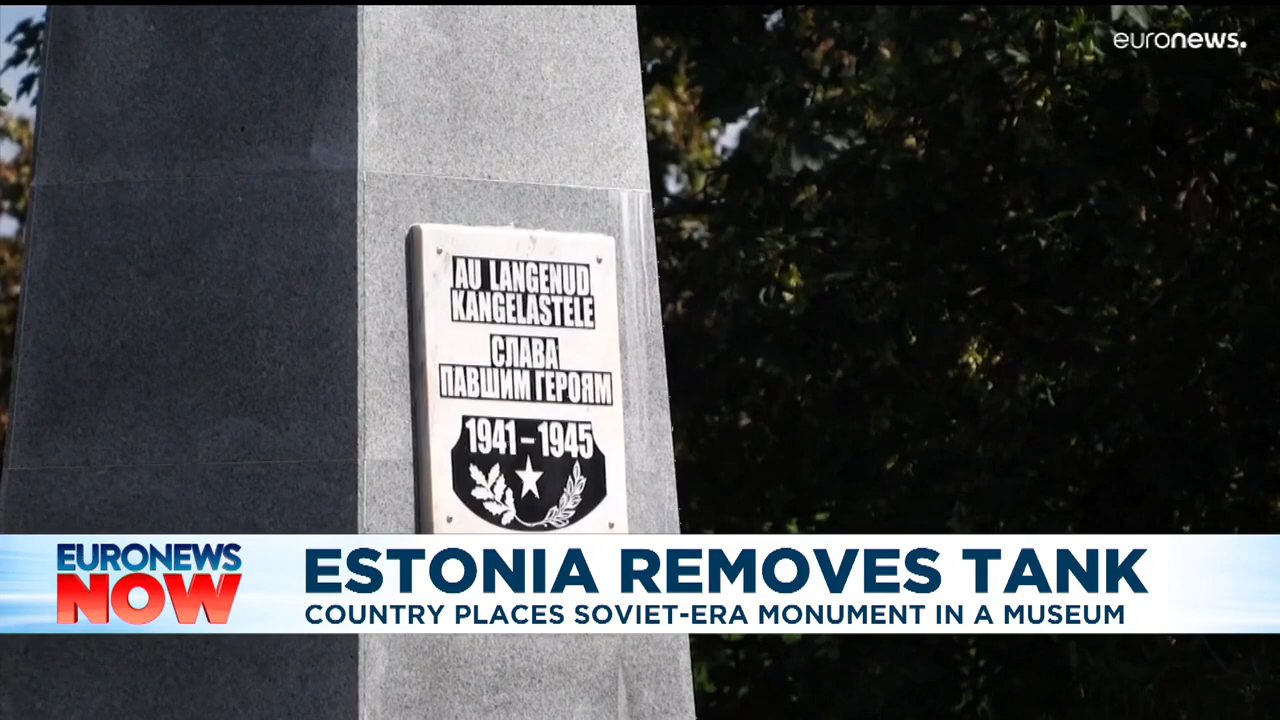 euronews.
AU LANGENUD
KANGELASTELE
СЛАВА
ПАВШИМ ГЕРОЯМ
1941-1945
EURONEWS
NOW
ESTONIA REMOVES TANK
COUNTRY PLACES SOVIET-ERA MONUMENT IN A MUSEUM